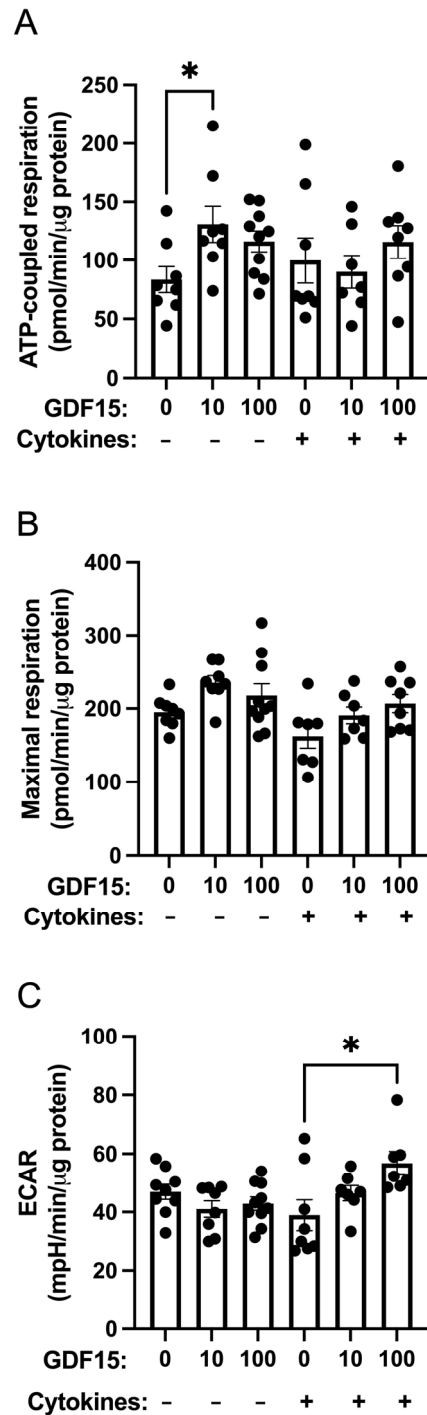 A
*
ATP-coupled respiration
(pmol/min/μg protein)
250
200
150
100
50
0
GDF15: 0 10 100 0 10 100
Cytokines: – – – + + +
B
Maximal respiration
(pmol/min/μg protein)
400
300
200
100
0
GDF15: 0 10 100 0 10 100
Cytokines: – – – + + +
C
*
ECAR
(mpH/min/μg protein)
100
80
60
40
20
0
GDF15: 0 10 100 0 10 100
Cytokines: – – – + + +